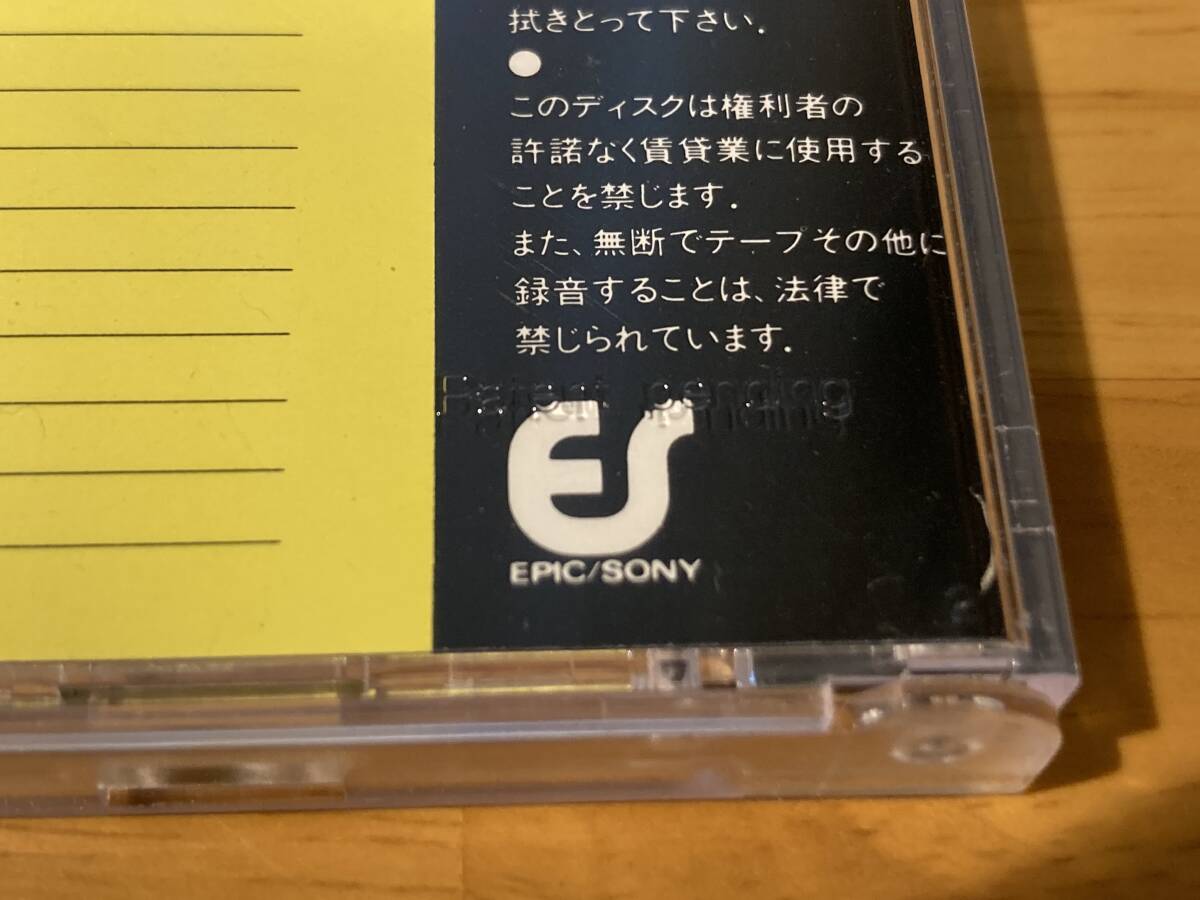 拭きとって下さい.
●
このディスクは権利者の
許諾なく賃貸業に使用する
ことを禁じます.
また、無断でテープその他に
録音することは、法律で
禁じられています.
Patent pending
ES
EPIC/SONY